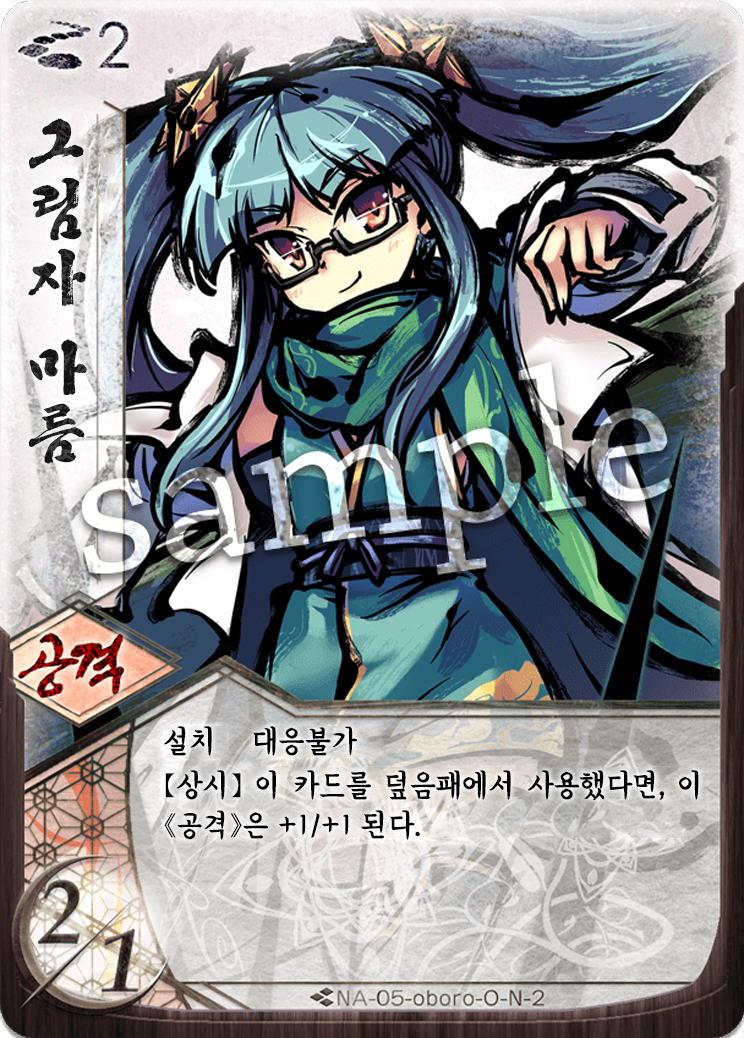 2
그림자 마름
sample
공격
설치 대응불가
【상시】 이 카드를 덮음패에서 사용했다면, 이
《공격》은 +1/+1 된다.
2/1
NA-05-oboro-O-N-2